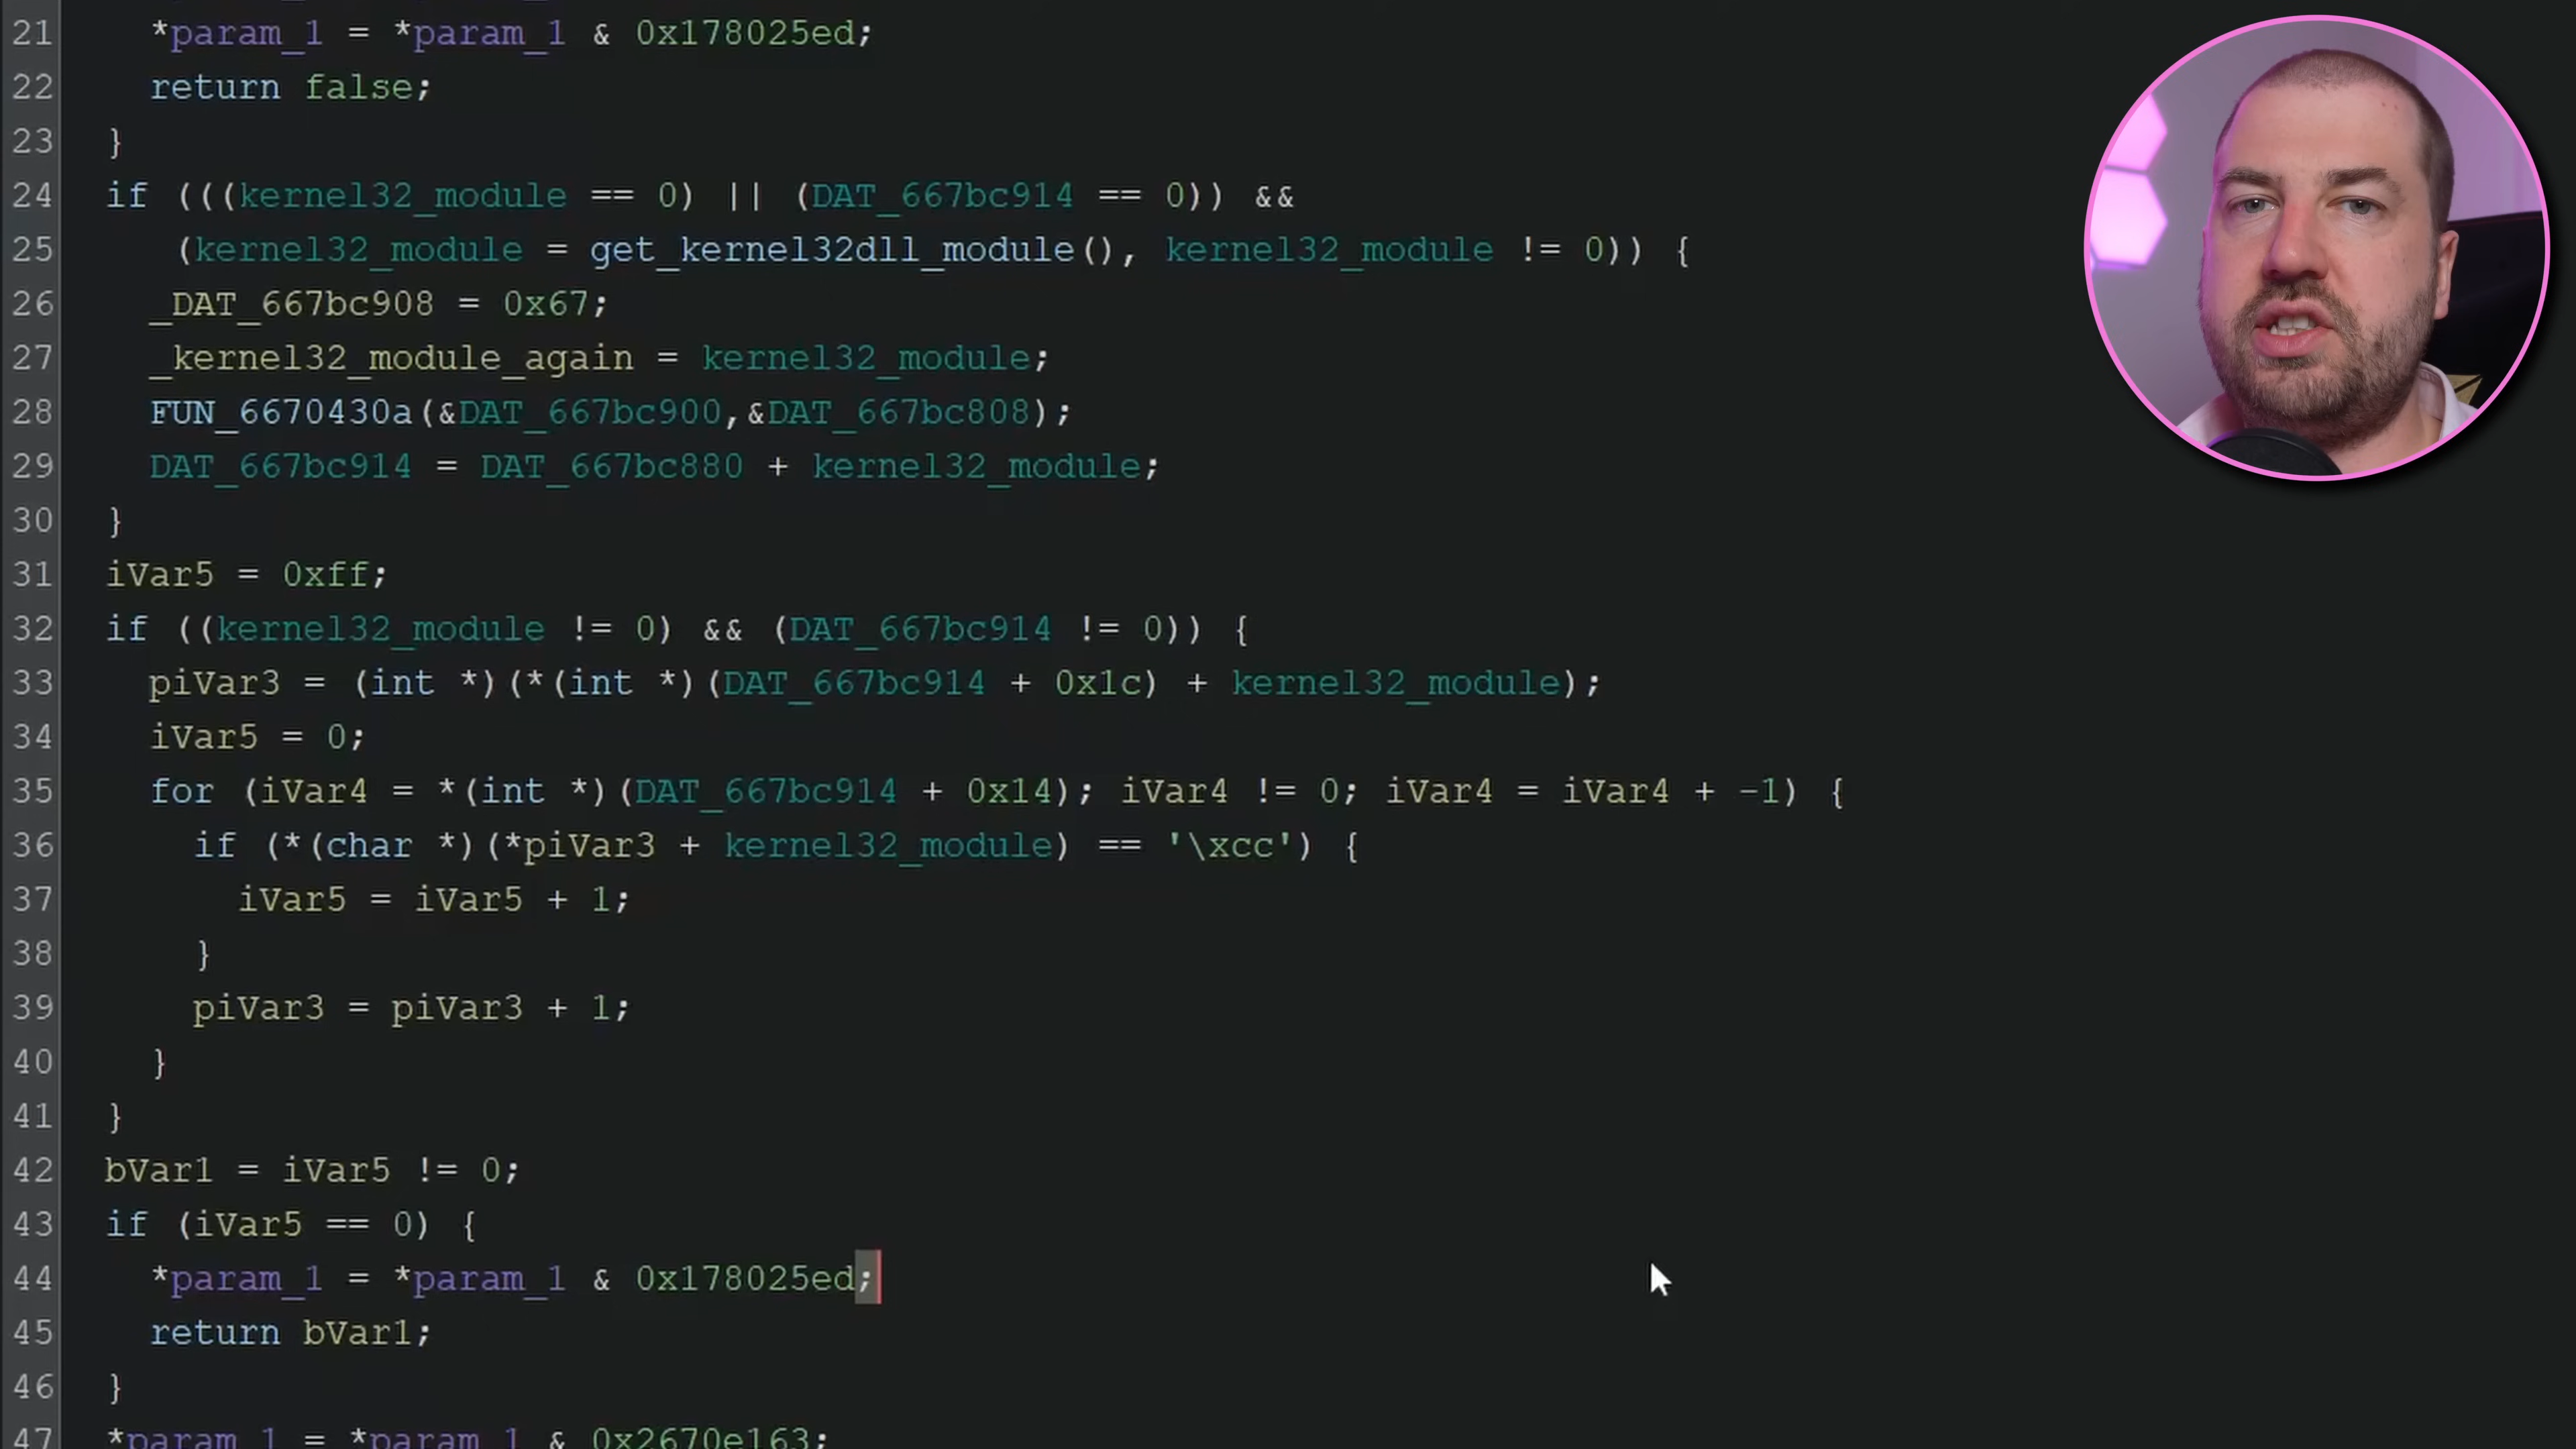 21 *param_1 = *param_1 & 0x178025ed;
22 return false;
23 }
24 if (((kernel32_module == 0) || (DAT_667bc914 == 0)) &&
25 (kernel32_module = get_kernel32dll_module(), kernel32_module != 0)) {
26 _DAT_667bc908 = 0x67;
27 _kernel32_module_again = kernel32_module;
28 FUN_6670430a(&DAT_667bc900,&DAT_667bc808);
29 DAT_667bc914 = DAT_667bc880 + kernel32_module;
30 }
31 iVar5 = 0xff;
32 if ((kernel32_module != 0) && (DAT_667bc914 != 0)) {
33 piVar3 = (int *)(*(int *)(DAT_667bc914 + 0x1c) + kernel32_module);
34 iVar5 = 0;
35 for (iVar4 = *(int *)(DAT_667bc914 + 0x14); iVar4 != 0; iVar4 = iVar4 + -1) {
36 if (*(char *)(*piVar3 + kernel32_module) == '\xcc') {
37 iVar5 = iVar5 + 1;
38 }
39 piVar3 = piVar3 + 1;
40 }
41 }
42 bVar1 = iVar5 != 0;
43 if (iVar5 == 0) {
44 *param_1 = *param_1 & 0x178025ed;
45 return bVar1;
46 }
47 *param_1 = *param_1 & 0x2670e163;